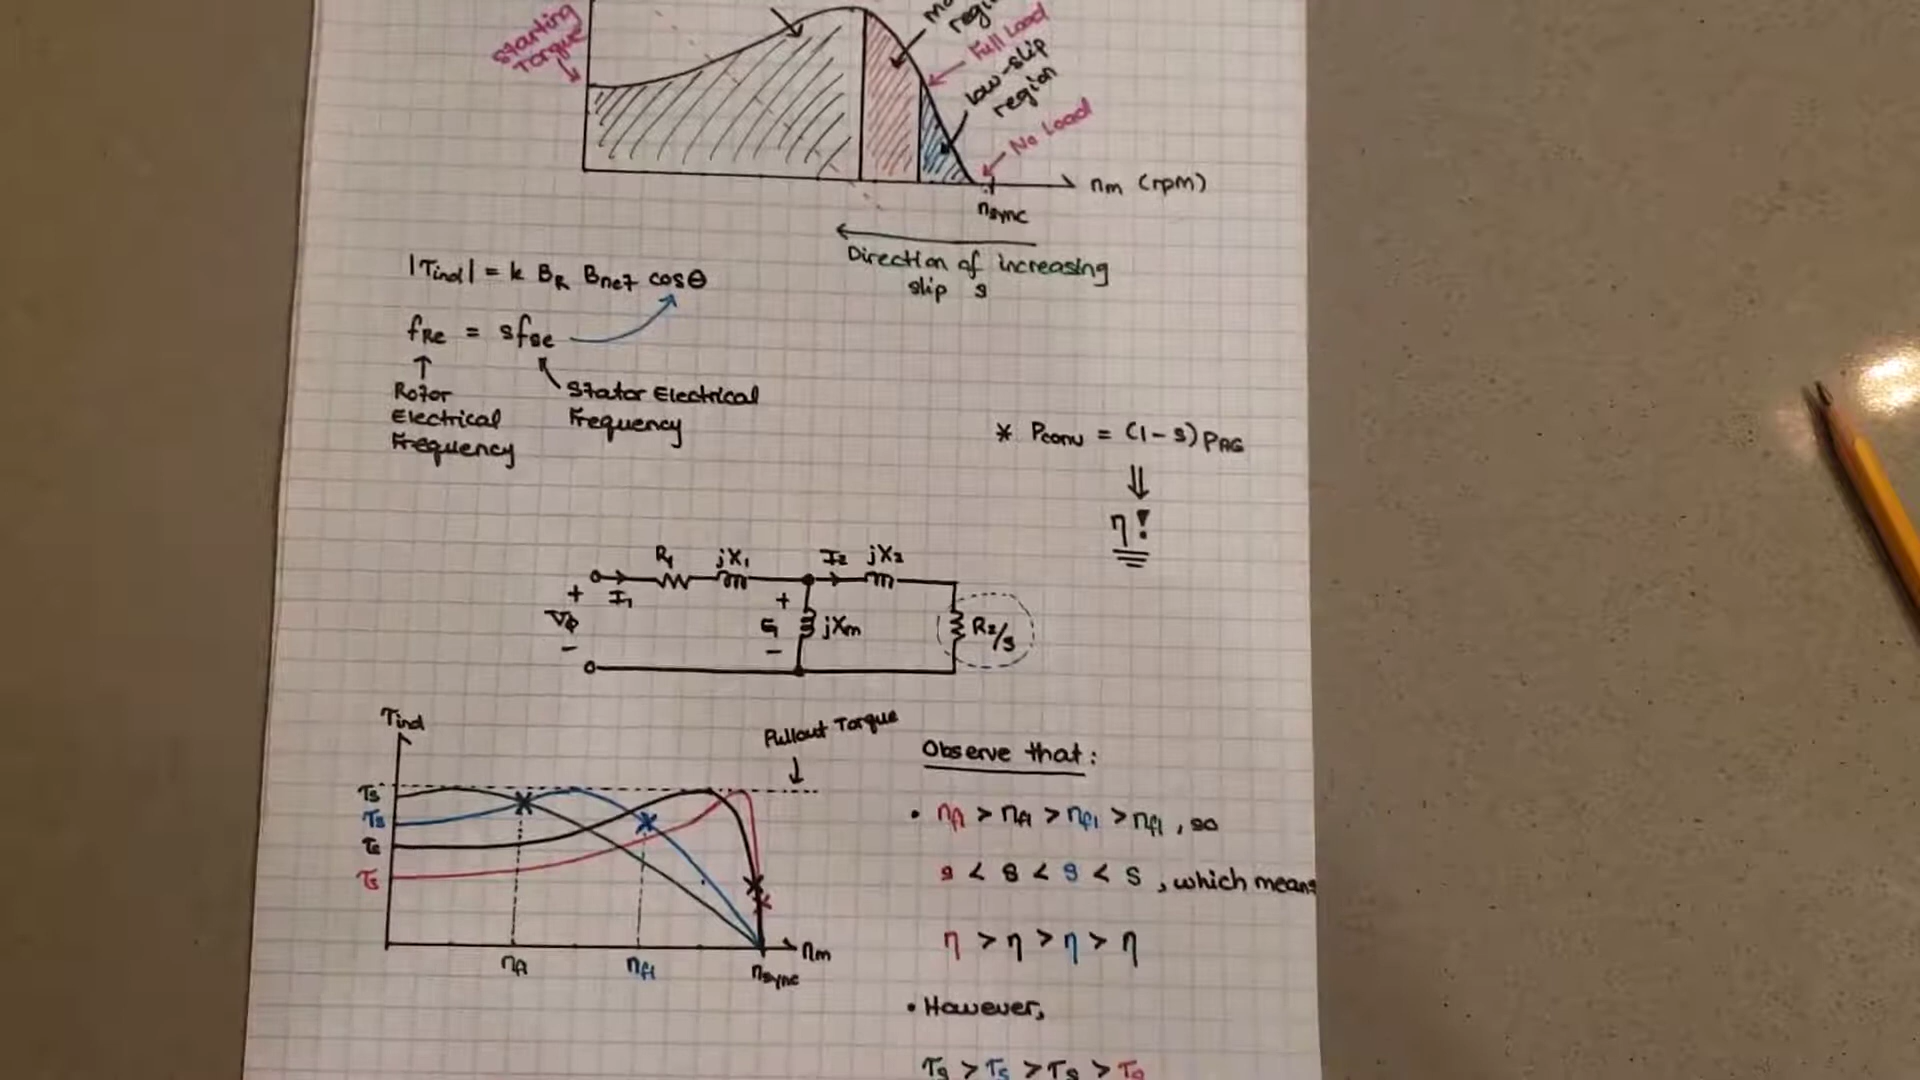 Starting
Torque
region
Full Load
low-slip
region
No Load
nm (rpm)
nsync
Direction of increasing
slip s
|Tind| = k BR Bnet cosθ
fRe = sfse
Rotor
Electrical
Frequency
Stator Electrical
Frequency
* Pconv = (1-s) PAG
⇓
η!
R1 jX1 I2 jX2
+ I1 +
Vφ E1 jXm R2/s
- -
Tind
Pullout Torque
Ts
Ts
Ts
Ts
nfl nfl nsync nm
Observe that:
• nfl > nfl > nfl > nfl, so
s < s < s < s, which means
η > η > η > η
• However,
Ts > Ts > Ts > Ts